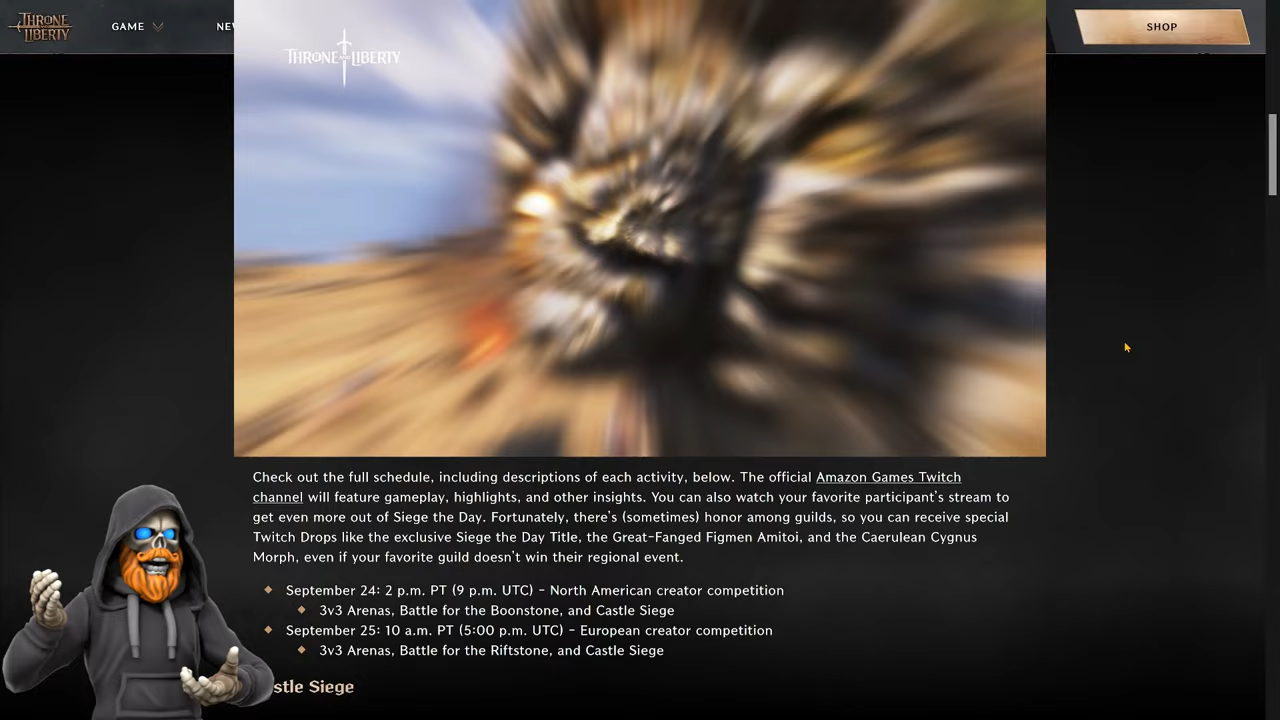 THRONE AND LIBERTY
GAME
NEW
SHOP
THRONE AND LIBERTY
Check out the full schedule, including descriptions of each activity, below. The official Amazon Games Twitch
channel will feature gameplay, highlights, and other insights. You can also watch your favorite participant's stream to
get even more out of Siege the Day. Fortunately, there's (sometimes) honor among guilds, so you can receive special
Twitch Drops like the exclusive Siege the Day Title, the Great-Fanged Figmen Amitoi, and the Caerulean Cygnus
Morph, even if your favorite guild doesn't win their regional event.
September 24: 2 p.m. PT (9 p.m. UTC) – North American creator competition
3v3 Arenas, Battle for the Boonstone, and Castle Siege
September 25: 10 a.m. PT (5:00 p.m. UTC) – European creator competition
3v3 Arenas, Battle for the Riftstone, and Castle Siege
stle Siege